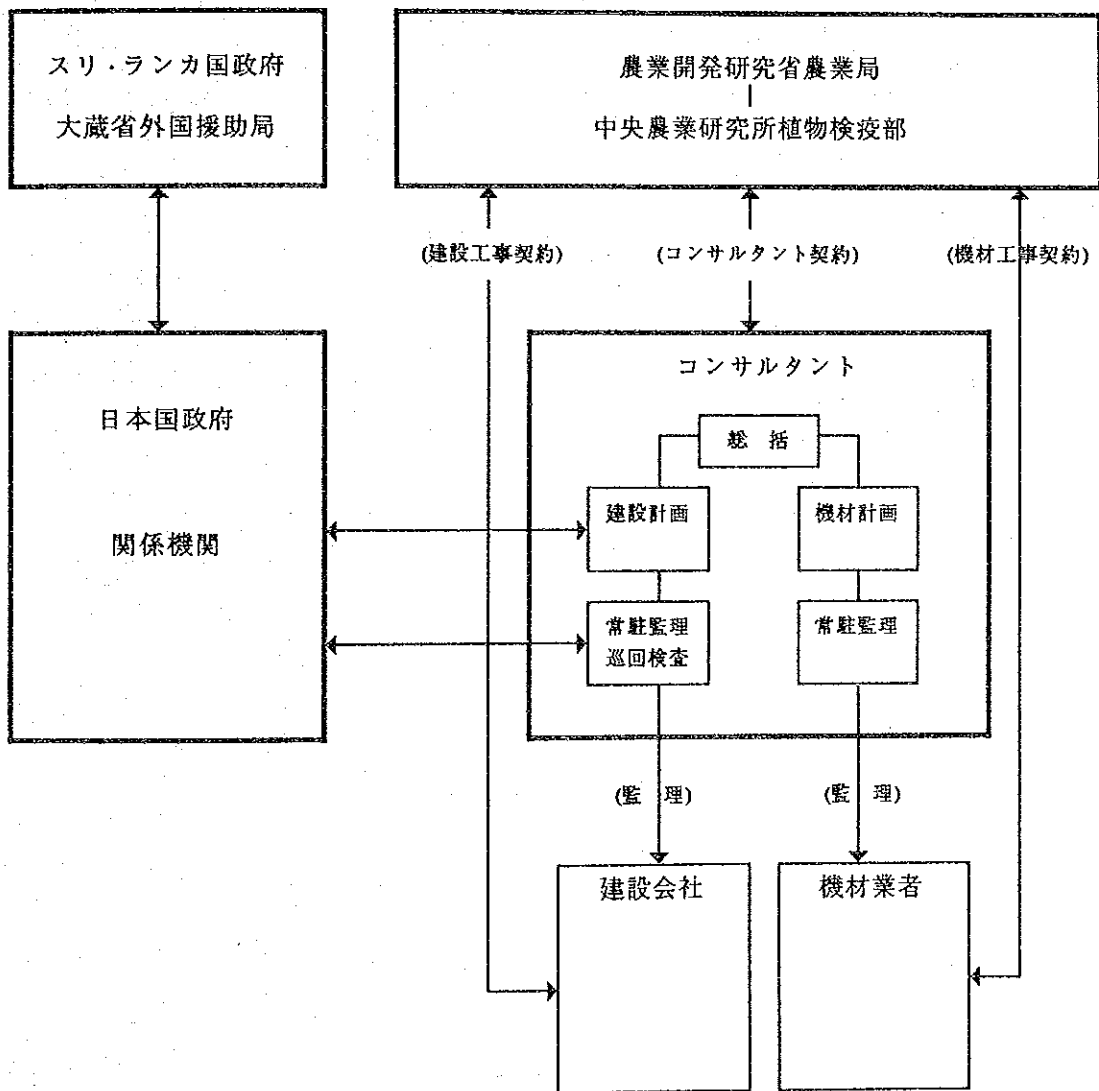 スリ・ランカ国政府
大蔵省外国援助局
農業開発研究省農業局
中央農業研究所植物検疫部
(建設工事契約)
(コンサルタント契約)
(機材工事契約)
日本国政府
関係機関
コンサルタント
総 括
建設計画
機材計画
常駐監理
巡回検査
常駐監理
(監 理)
(監 理)
建設会社
機材業者